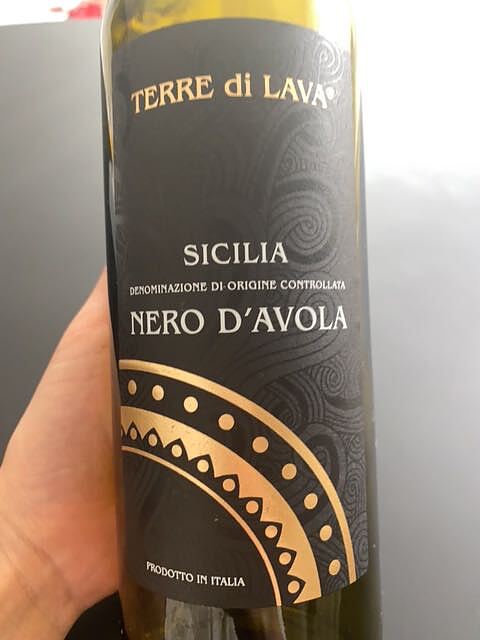 TERRE di LAVA®
SICILIA
DENOMINAZIONE DI ORIGINE CONTROLLATA
NERO D'AVOLA
PRODOTTO IN ITALIA